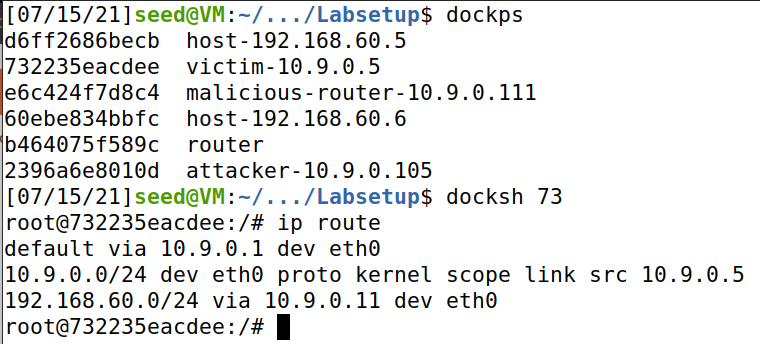 [07/15/21]seed@VM:~/.../Labsetup$ dockps
d6ff2686becb  host-192.168.60.5
732235eacdee  victim-10.9.0.5
e6c424f7d8c4  malicious-router-10.9.0.111
60ebe834bbfc  host-192.168.60.6
b464075f589c  router
2396a6e8010d  attacker-10.9.0.105
[07/15/21]seed@VM:~/.../Labsetup$ docksh 73
root@732235eacdee:/# ip route
default via 10.9.0.1 dev eth0
10.9.0.0/24 dev eth0 proto kernel scope link src 10.9.0.5
192.168.60.0/24 via 10.9.0.11 dev eth0
root@732235eacdee:/#